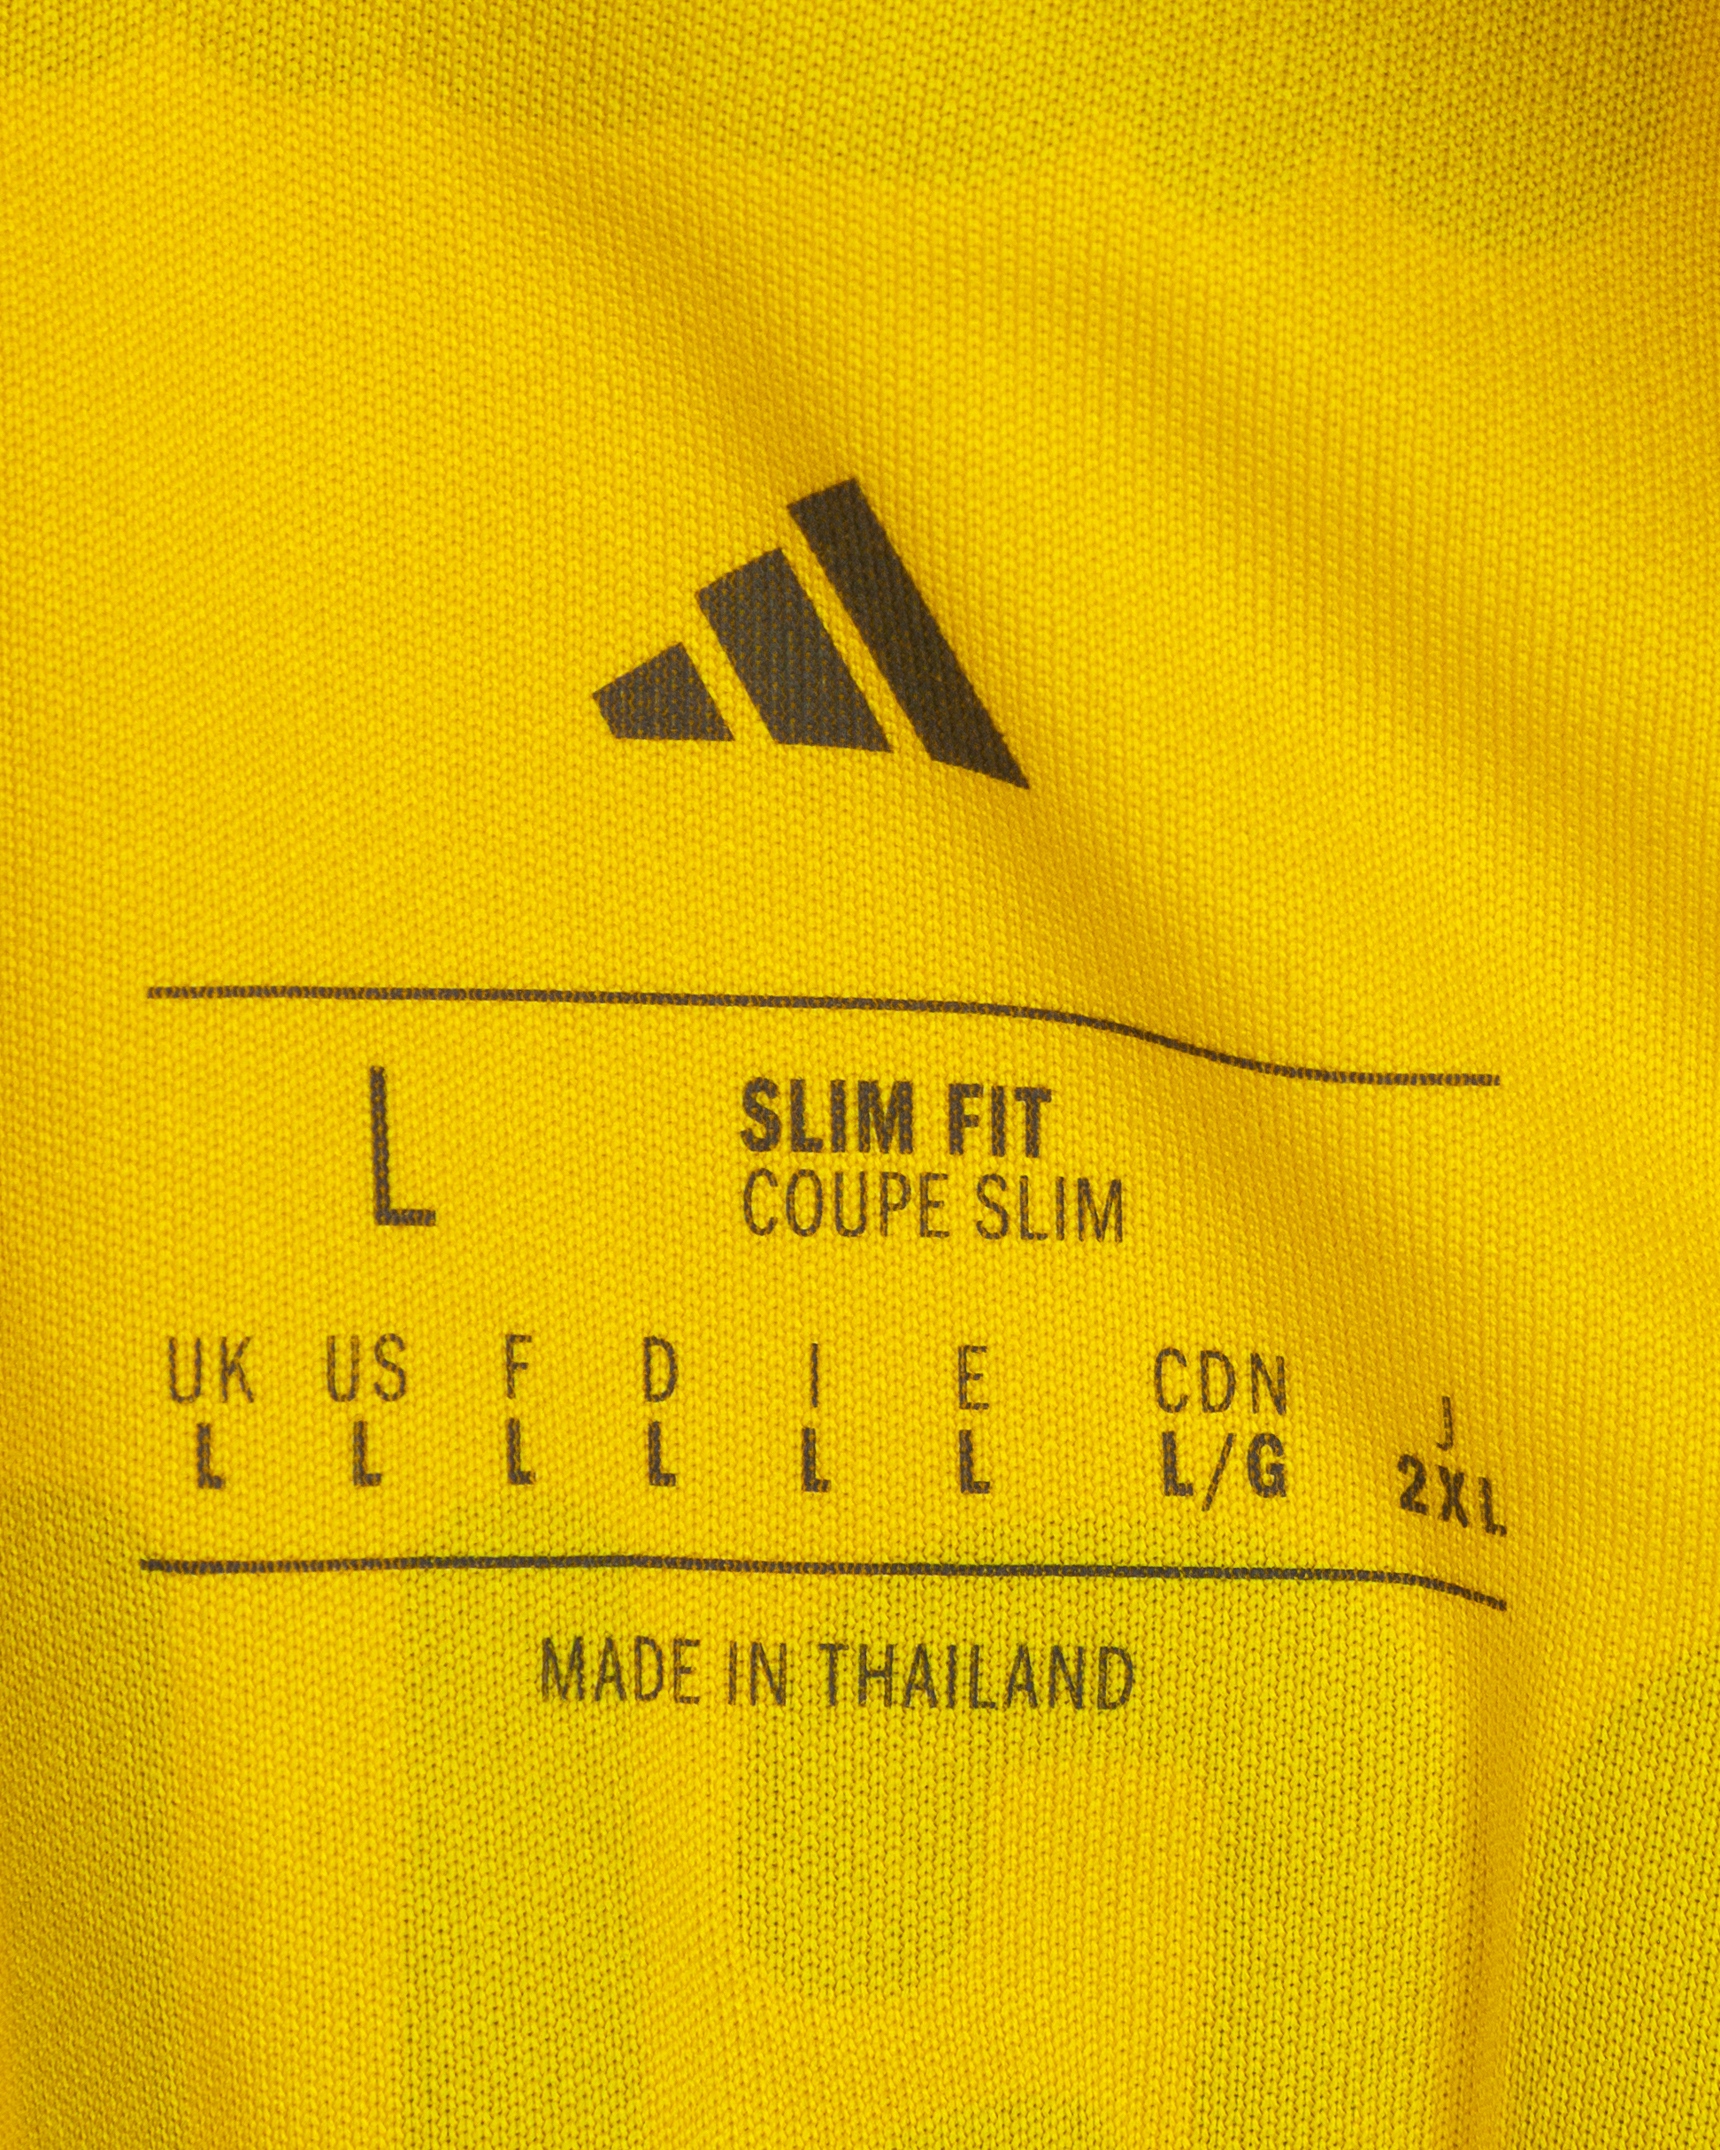 L
SLIM FIT
COUPE SLIM
UK US F D I E CDN J
L L L L L L L/G 2XL
MADE IN THAILAND